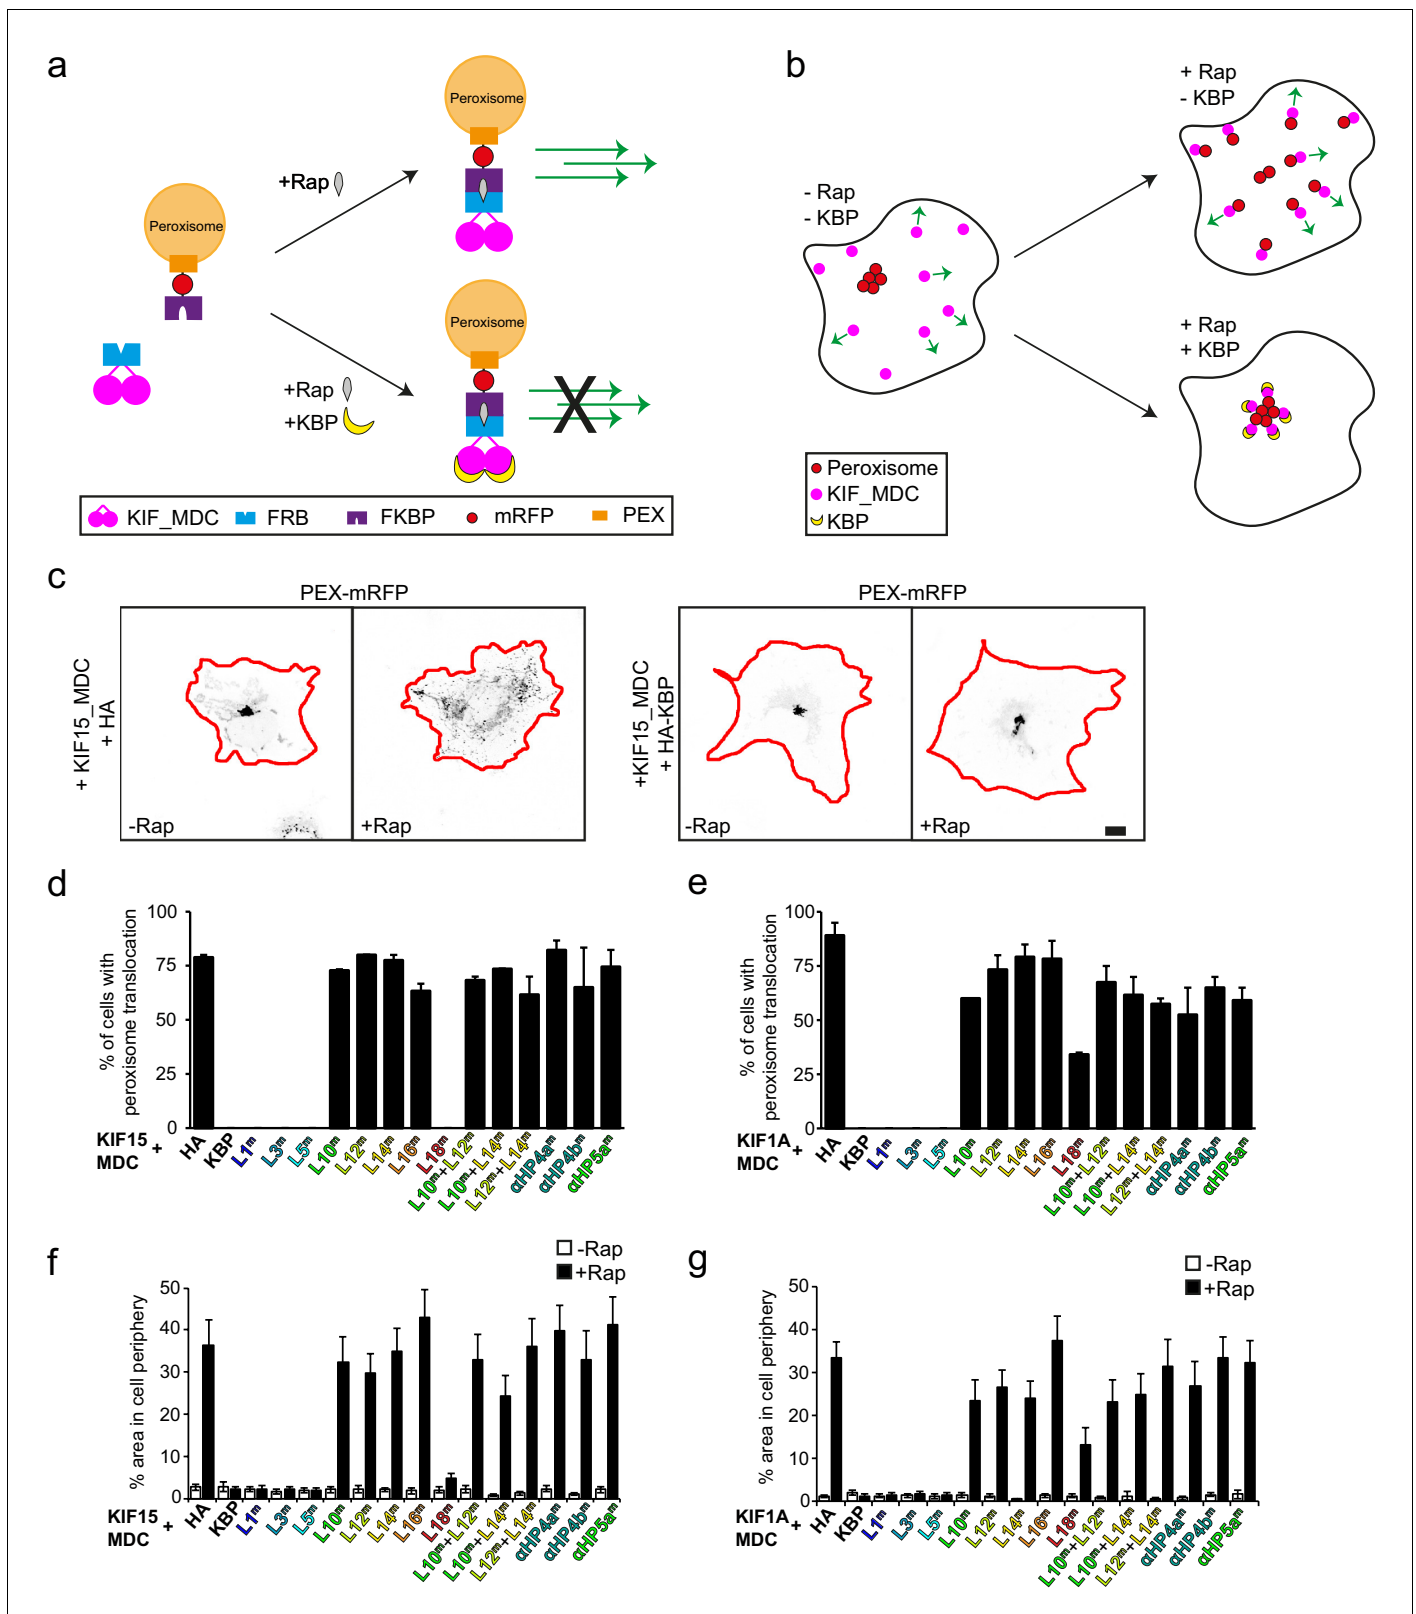 a
Peroxisome
+Rap
Peroxisome
Peroxisome
+Rap
+KBP
X
KIF_MDC
FRB
FKBP
mRFP
PEX
b
- Rap
- KBP
+ Rap
- KBP
+ Rap
+ KBP
Peroxisome
KIF_MDC
KBP
c
PEX-mRFP
+ KIF15_MDC
+ HA
-Rap
+Rap
PEX-mRFP
+KIF15_MDC
+ HA-KBP
-Rap
+Rap
d
% of cells with
peroxisome translocation
100
75
50
25
0
KIF15 +
MDC
HA
KBP
L1ᵐ
L3ᵐ
L5ᵐ
L10ᵐ
L12ᵐ
L14ᵐ
L16ᵐ
L18ᵐ
L10ᵐ+L12ᵐ
L10ᵐ+L14ᵐ
L12ᵐ+L14ᵐ
αHP4aᵐ
αHP4bᵐ
αHP5aᵐ
e
% of cells with
peroxisome translocation
100
75
50
25
0
KIF1A +
MDC
HA
KBP
L1ᵐ
L3ᵐ
L5ᵐ
L10ᵐ
L12ᵐ
L14ᵐ
L16ᵐ
L18ᵐ
L10ᵐ+L12ᵐ
L10ᵐ+L14ᵐ
L12ᵐ+L14ᵐ
αHP4aᵐ
αHP4bᵐ
αHP5aᵐ
f
-Rap
+Rap
% area in cell periphery
50
40
30
20
10
0
KIF15 +
MDC
HA
KBP
L1ᵐ
L3ᵐ
L5ᵐ
L10ᵐ
L12ᵐ
L14ᵐ
L16ᵐ
L18ᵐ
L10ᵐ+L12ᵐ
L10ᵐ+L14ᵐ
L12ᵐ+L14ᵐ
αHP4aᵐ
αHP4bᵐ
αHP5aᵐ
g
-Rap
+Rap
% area in cell periphery
50
40
30
20
10
0
KIF1A +
MDC
HA
KBP
L1ᵐ
L3ᵐ
L5ᵐ
L10ᵐ
L12ᵐ
L14ᵐ
L16ᵐ
L18ᵐ
L10ᵐ+L12ᵐ
L10ᵐ+L14ᵐ
L12ᵐ+L14ᵐ
αHP4aᵐ
αHP4bᵐ
αHP5aᵐ